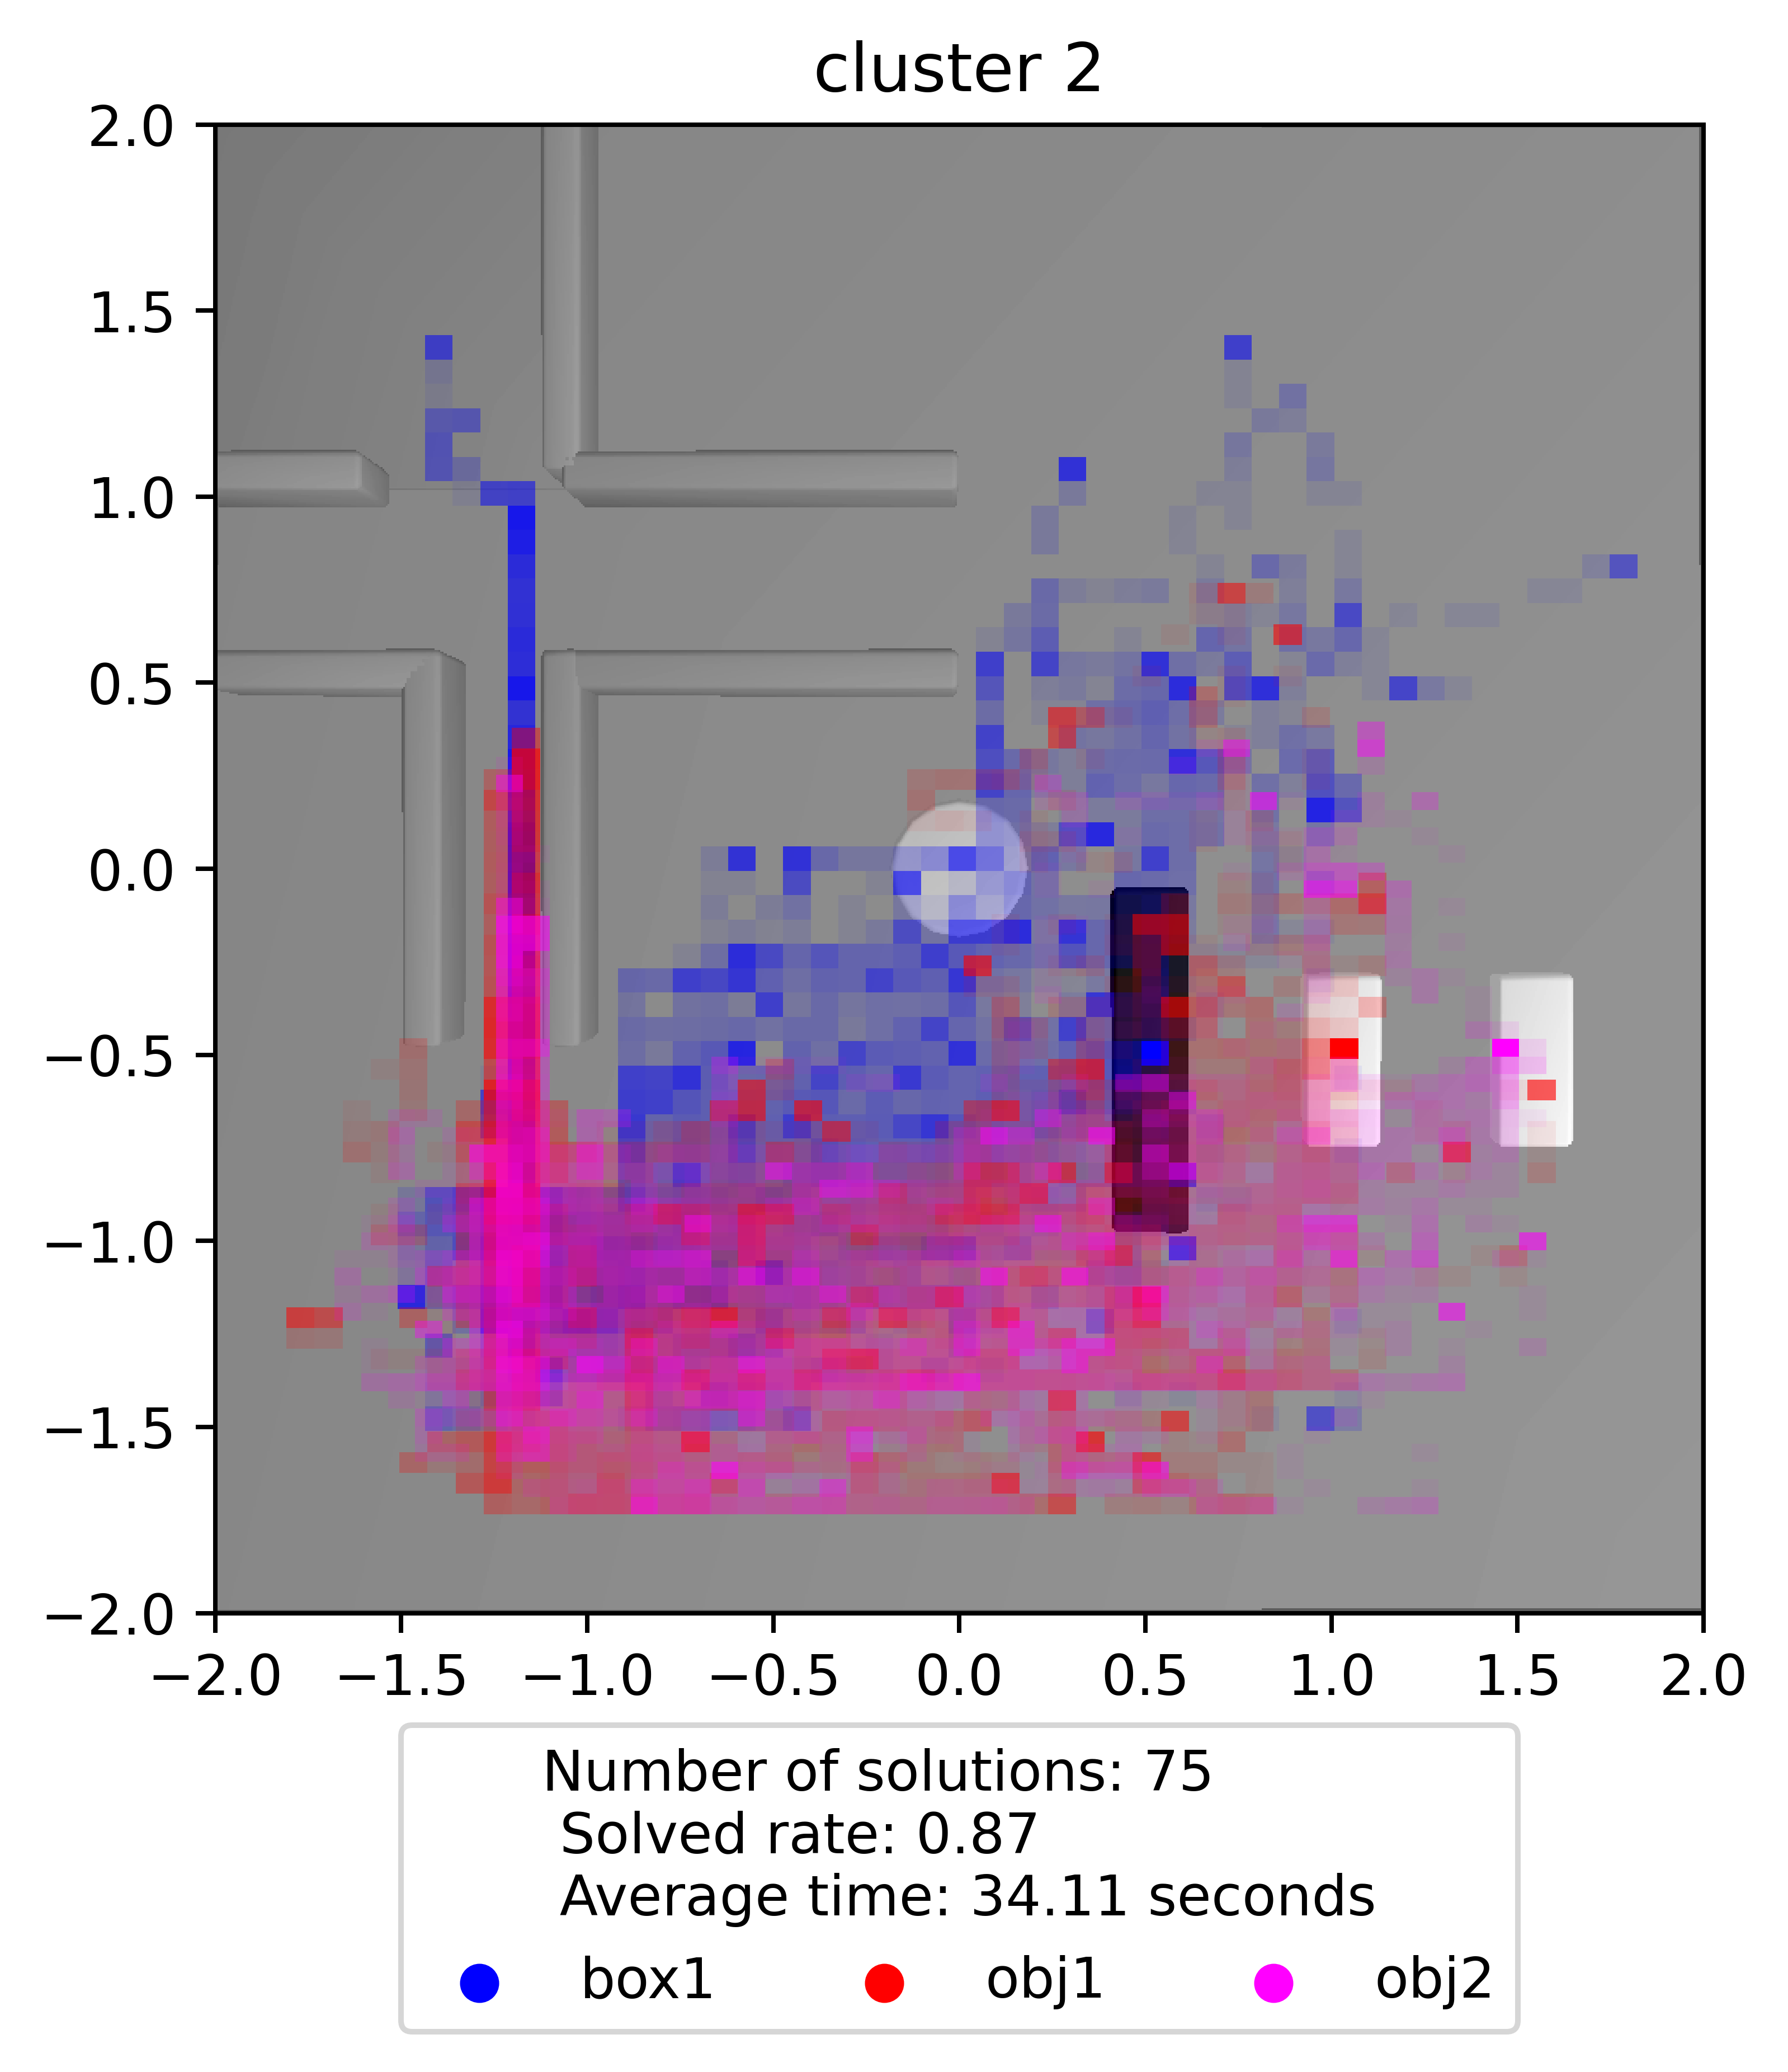 cluster 2
2.0
1.5
1.0
0.5
0.0
−0.5
−1.0
−1.5
−2.0
−2.0 −1.5 −1.0 −0.5 0.0 0.5 1.0 1.5 2.0
Number of solutions: 75
Solved rate: 0.87
Average time: 34.11 seconds
box1 obj1 obj2